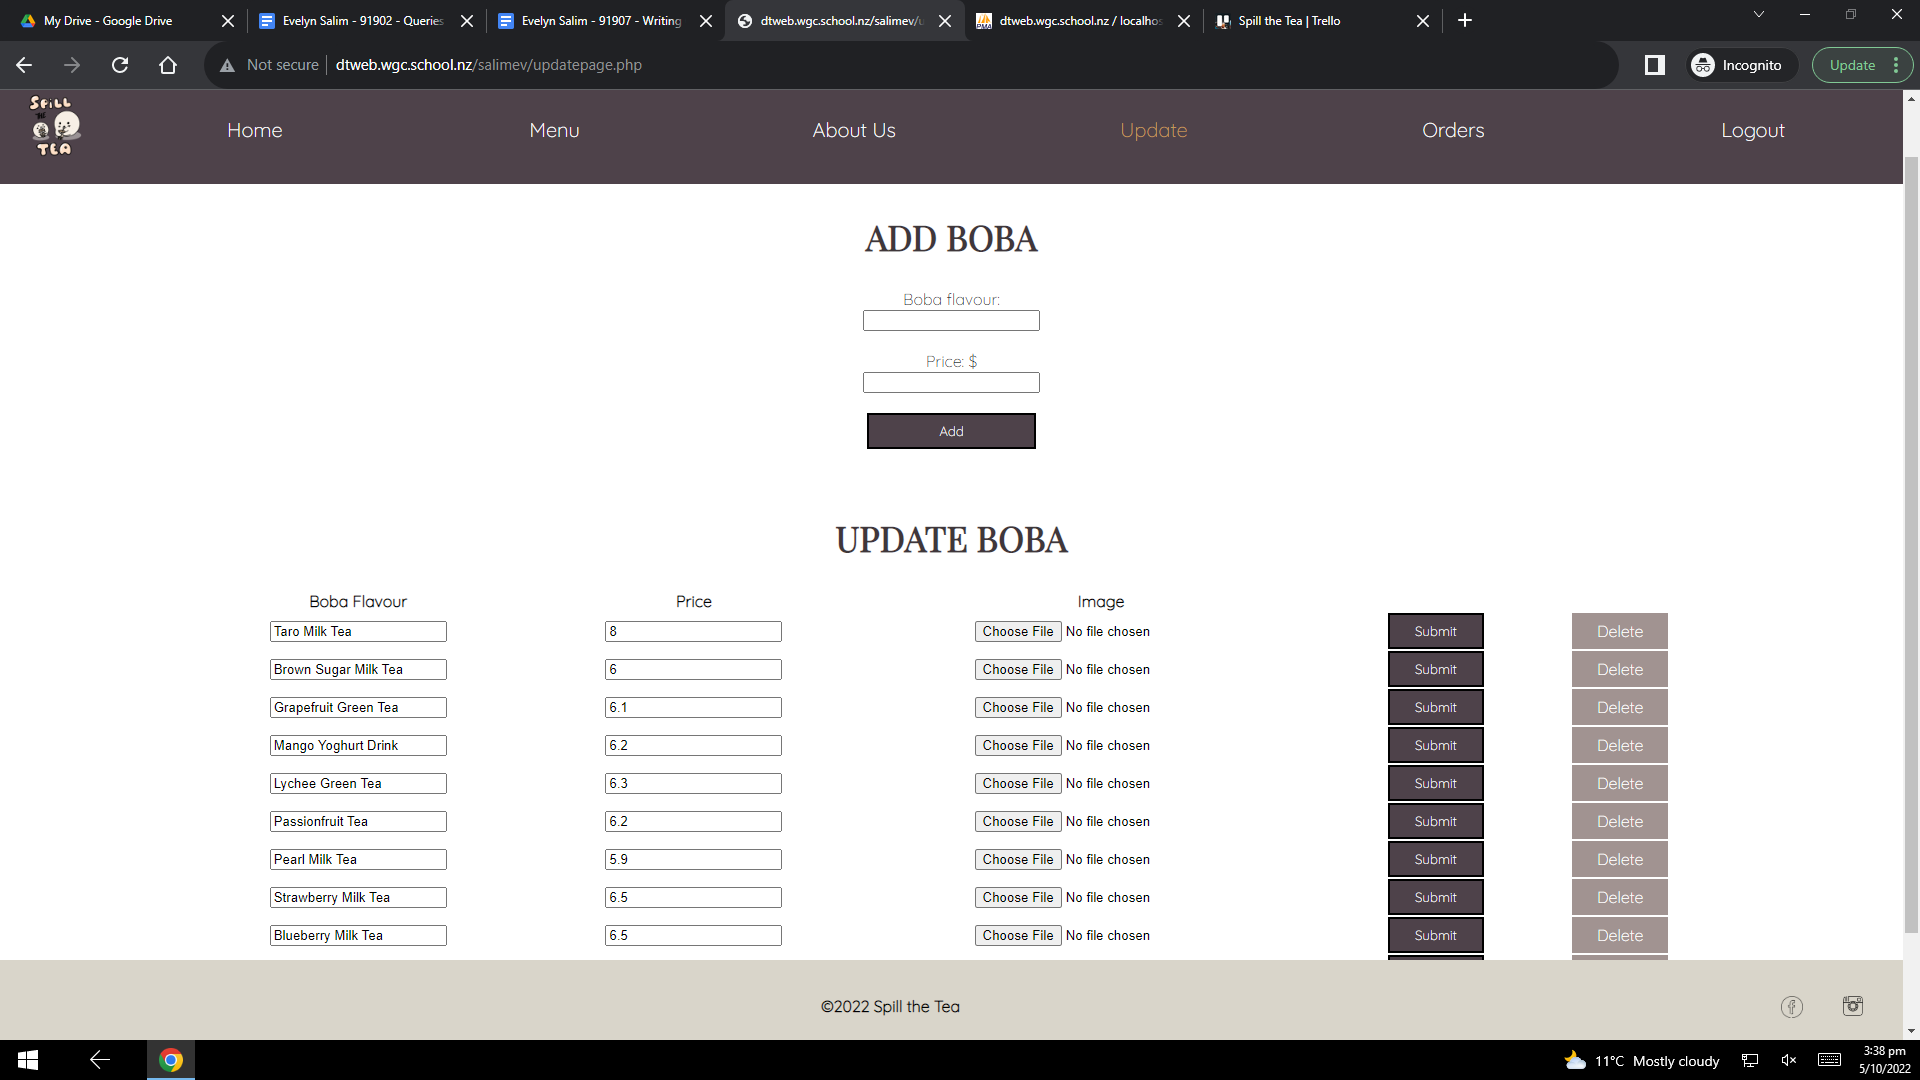 My Drive - Google Drive
Evelyn Salim - 91902 - Queries
Evelyn Salim - 91907 - Writing
dtweb.wgc.school.nz/salimev/u
dtweb.wgc.school.nz / localhos
Spill the Tea | Trello
Not secure dtweb.wgc.school.nz/salimev/updatepage.php
Incognito
Update
SPILL THE TEA
Home
Menu
About Us
Update
Orders
Logout
ADD BOBA
Boba flavour:
Price: $
Add
UPDATE BOBA
Boba Flavour Price Image
Taro Milk Tea 8 Choose File No file chosen Submit Delete
Brown Sugar Milk Tea 6 Choose File No file chosen Submit Delete
Grapefruit Green Tea 6.1 Choose File No file chosen Submit Delete
Mango Yoghurt Drink 6.2 Choose File No file chosen Submit Delete
Lychee Green Tea 6.3 Choose File No file chosen Submit Delete
Passionfruit Tea 6.2 Choose File No file chosen Submit Delete
Pearl Milk Tea 5.9 Choose File No file chosen Submit Delete
Strawberry Milk Tea 6.5 Choose File No file chosen Submit Delete
Blueberry Milk Tea 6.5 Choose File No file chosen Submit Delete
©2022 Spill the Tea
11°C Mostly cloudy
3:38 pm
5/10/2022